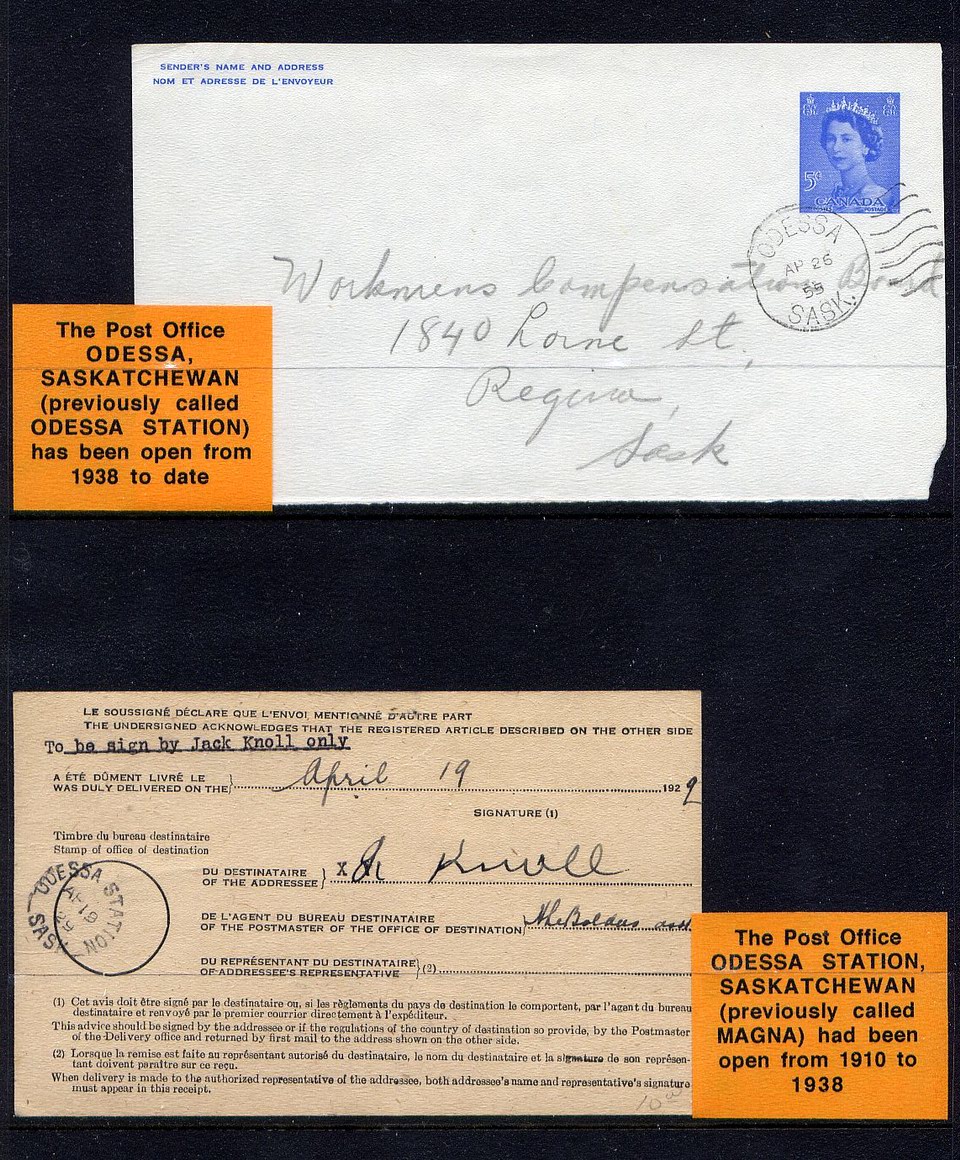 SENDER'S NAME AND ADDRESS
NOM ET ADRESSE DE L'ENVOYEUR
5¢
CANADA
POSTES POSTAGE
ODESSA
AP 26
55
SASK.
Workmens Compensation Board
1840 Lorne St.,
Regina,
Sask
The Post Office
ODESSA,
SASKATCHEWAN
(previously called
ODESSA STATION)
has been open from
1938 to date
LE SOUSSIGNÉ DÉCLARE QUE L'ENVOI MENTIONNÉ D'AUTRE PART
THE UNDERSIGNED ACKNOWLEDGES THAT THE REGISTERED ARTICLE DESCRIBED ON THE OTHER SIDE
To be sign by Jack Knoll only
A ÉTÉ DÛMENT LIVRÉ LE
WAS DULY DELIVERED ON THE } April 19 1929
SIGNATURE (1)
Timbre du bureau destinataire
Stamp of office of destination
ODESSA STATION
AP 19
29
SASK
DU DESTINATAIRE
OF THE ADDRESSEE } X Knoll
DE L'AGENT DU BUREAU DESTINATAIRE
OF THE POSTMASTER OF THE OFFICE OF DESTINATION }
DU REPRÉSENTANT DU DESTINATAIRE
OF ADDRESSEE'S REPRESENTATIVE } (2)
(1) Cet avis doit être signé par le destinataire ou, si les règlements du pays de destination le comportent, par l'agent du bureau
destinataire et renvoyé par le premier courrier directement à l'expéditeur.
This advice should be signed by the addressee or if the regulations of the country of destination so provide, by the Postmaster
of the Delivery office and returned by first mail to the address shown on the other side.
(2) Lorsque la remise est faite au représentant autorisé du destinataire, le nom du destinataire et la signature de son représen-
tant doivent paraître sur ce reçu.
When delivery is made to the authorized representative of the addressee, both addressee's name and representative's signature
must appear in this receipt.
The Post Office
ODESSA STATION,
SASKATCHEWAN
(previously called
MAGNA) had been
open from 1910 to
1938